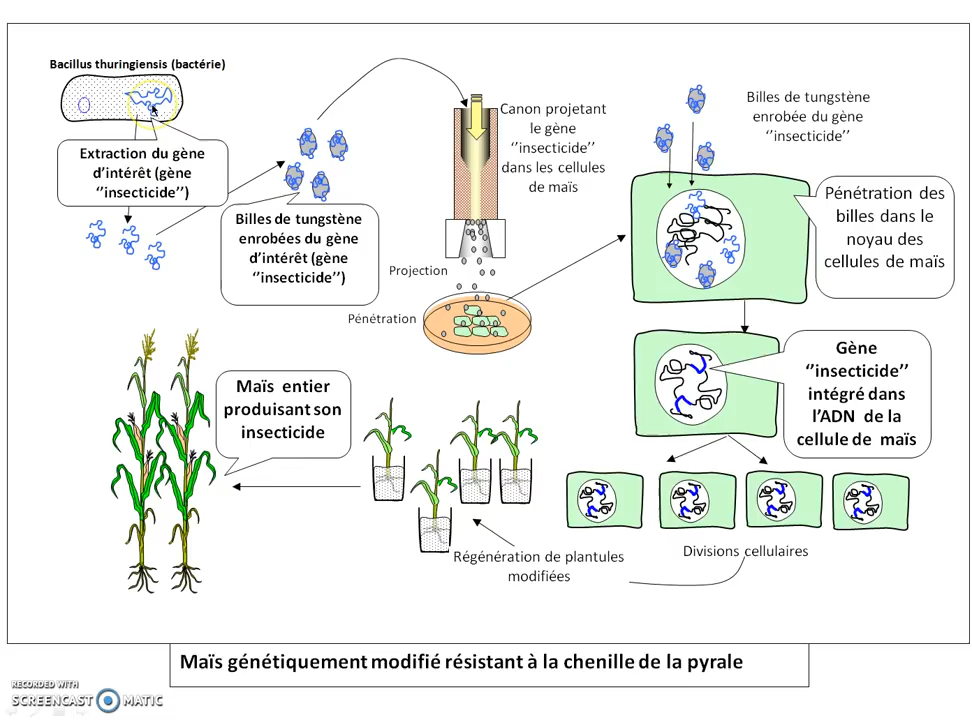 Bacillus thuringiensis (bactérie)
Extraction du gène
d'intérêt (gène
''insecticide'')
Billes de tungstène
enrobées du gène
d'intérêt (gène
''insecticide'')
Canon projetant
le gène
''insecticide''
dans les cellules
de maïs
Projection
Pénétration
Billes de tungstène
enrobée du gène
''insecticide''
Pénétration des
billes dans le
noyau des
cellules de maïs
Gène
''insecticide''
intégré dans
l'ADN de la
cellule de maïs
Divisions cellulaires
Régénération de plantules
modifiées
Maïs entier
produisant son
insecticide
Maïs génétiquement modifié résistant à la chenille de la pyrale
RECORDED WITH
SCREENCAST MATIC